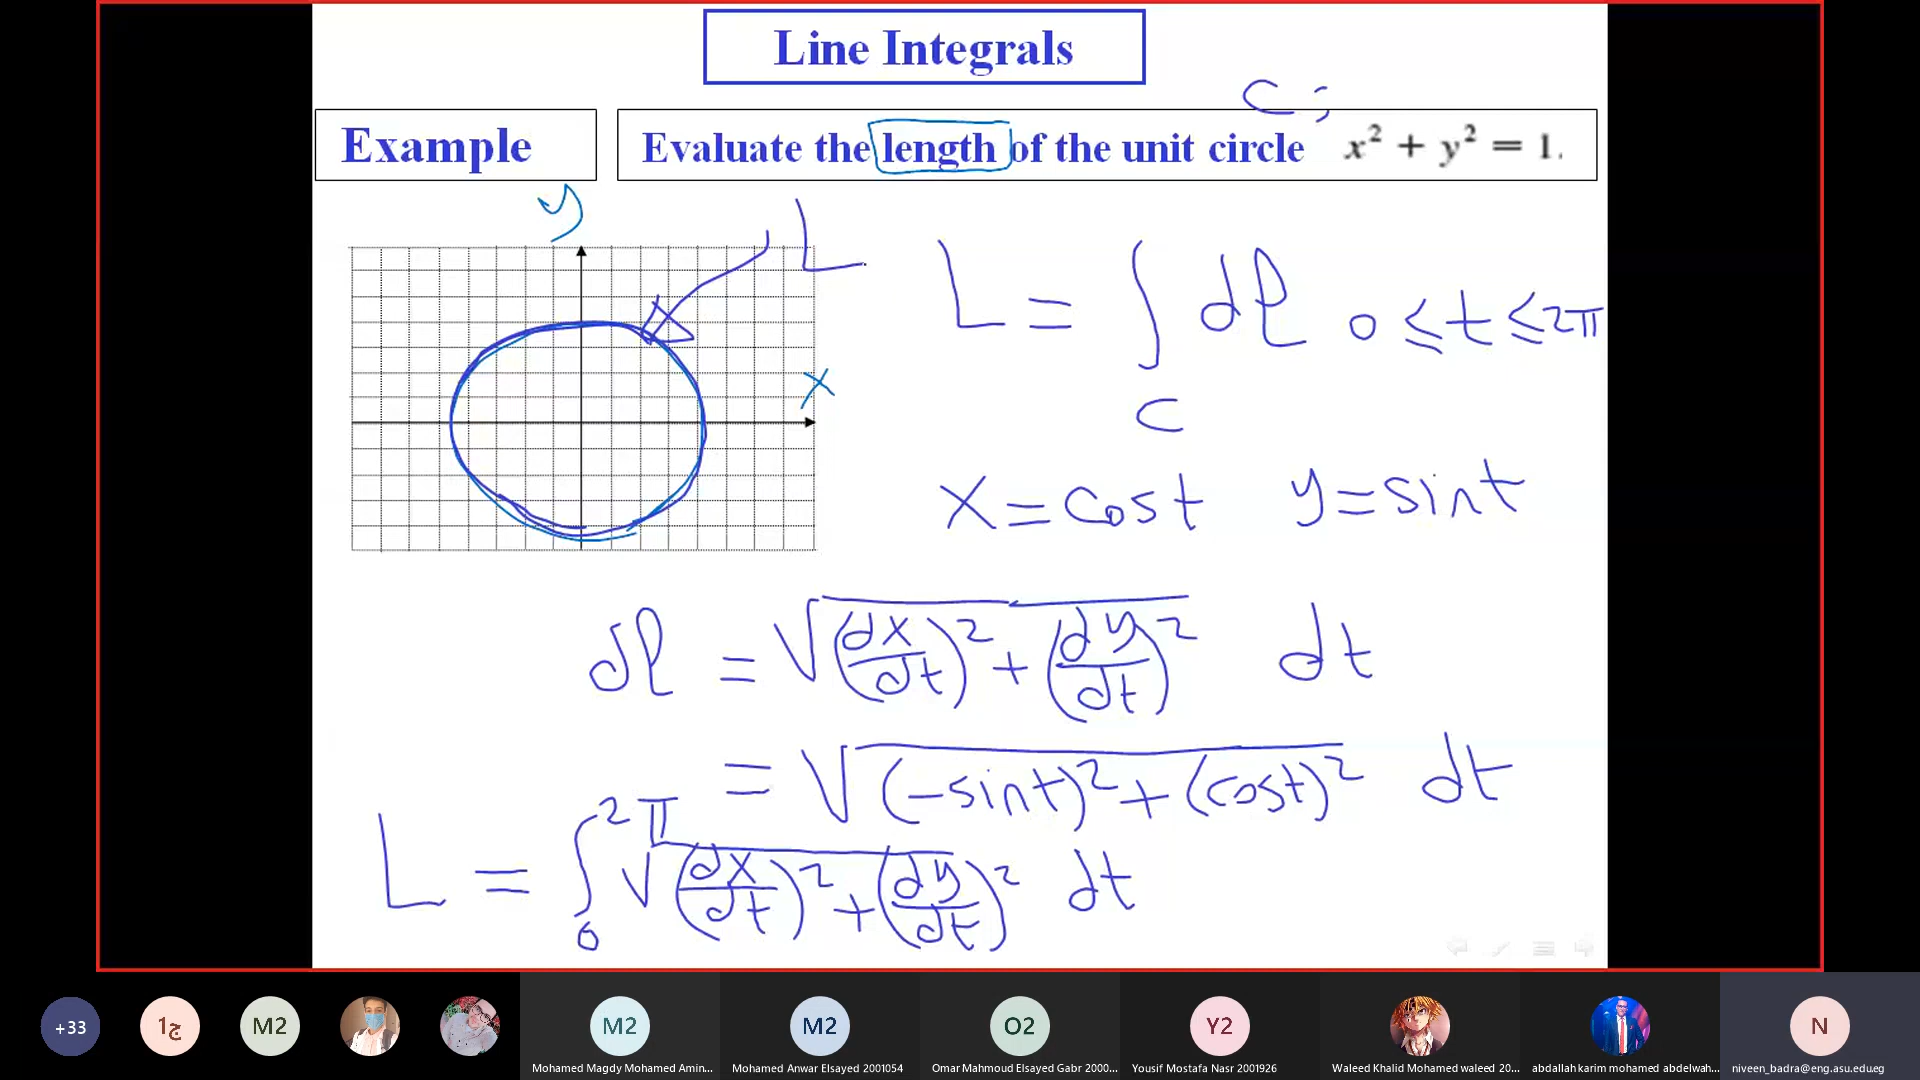 Line Integrals
C ;
Example
Evaluate the length of the unit circle x² + y² = 1.
y
L
x
L = ∫ dl 0 ≤ t ≤ 2π
C
x = cos t y = sin t
dl = √(dx/dt)² + (dy/dt)² dt
= √(-sin t)² + (cos t)² dt
L = ∫₀^2π √(dx/dt)² + (dy/dt)² dt
+33
ج1
M2
M2
M2
O2
Y2
N
Mohamed Magdy Mohamed Amin...
Mohamed Anwar Elsayed 2001054
Omar Mahmoud Elsayed Gabr 2000...
Yousif Mostafa Nasr 2001926
Waleed Khalid Mohamed waleed 20...
abdallah karim mohamed abdelwah...
niveen_badra@eng.asu.edu.eg